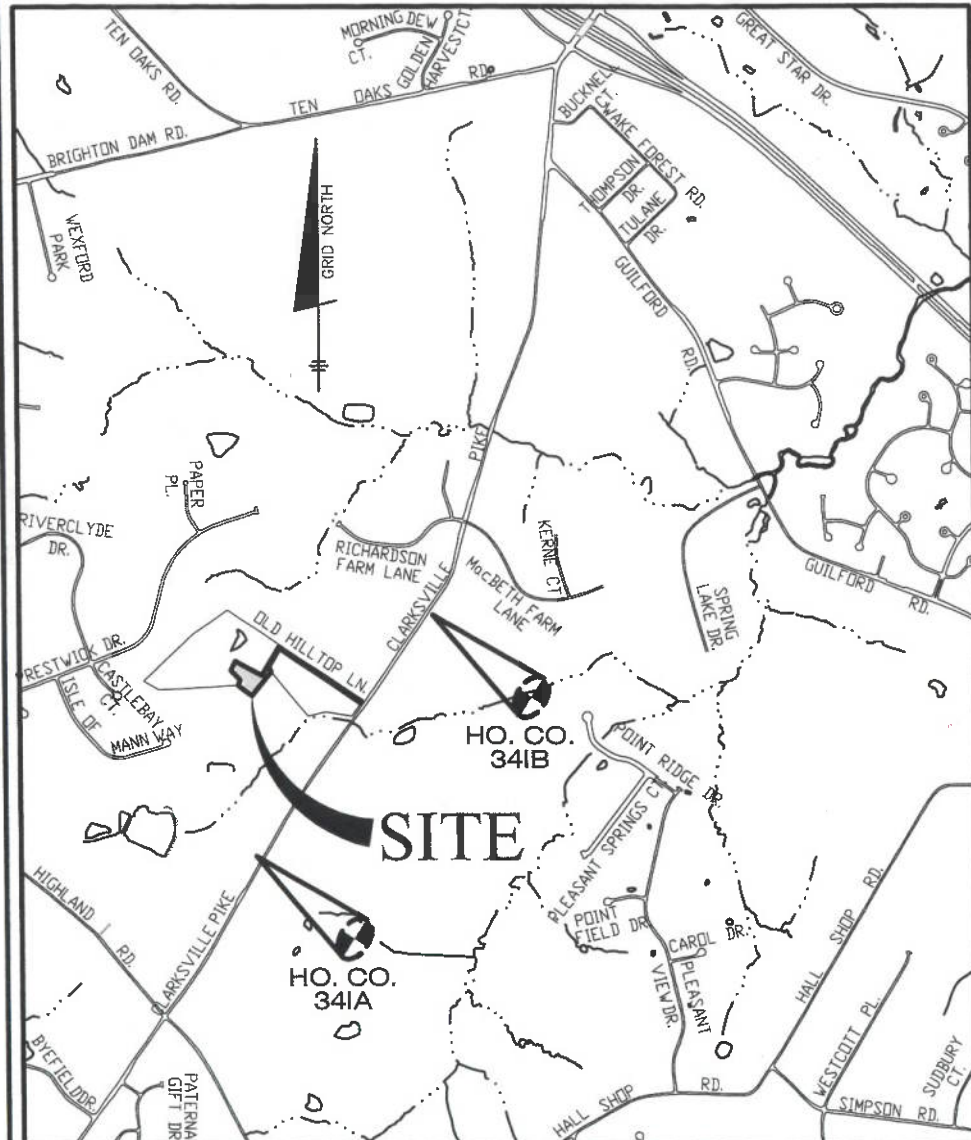 TEN OAKS RD.
MORNING DEW
CT.
GOLDEN
HARVEST CT.
GREAT STAR DR.
TEN OAKS RD.
BRIGHTON DAM RD.
BUCKNELL
CT.
WAKE FOREST RD.
THOMPSON
DR.
TULANE
DR.
WEXFORD
PARK
GRID NORTH
GUILFORD
RD.
PIKE
PAPER
PL.
RIVERCLYDE
DR.
RICHARDSON
FARM LANE
KERNE CT
MacBETH FARM
LANE
GUILFORD
RD.
SPRING
LAKE DR.
CLARKSVILLE
OLD HILLTOP LN.
RESTWICK DR.
CASTLEBAY
CT.
ISLE OF
MANN WAY
HO. CO.
341B
POINT RIDGE DR.
PLEASANT SPRINGS CT.
SITE
HIGHLAND
RD.
CLARKSVILLE PIKE
HO. CO.
341A
POINT
FIELD DR.
CAROL DR.
PLEASANT
VIEW DR.
HALL SHOP RD.
WESTCOTT PL.
SUDBURY
CT.
BYEFIELD DR.
PATERNA
GIFT DR
HALL SHOP RD.
SIMPSON RD.